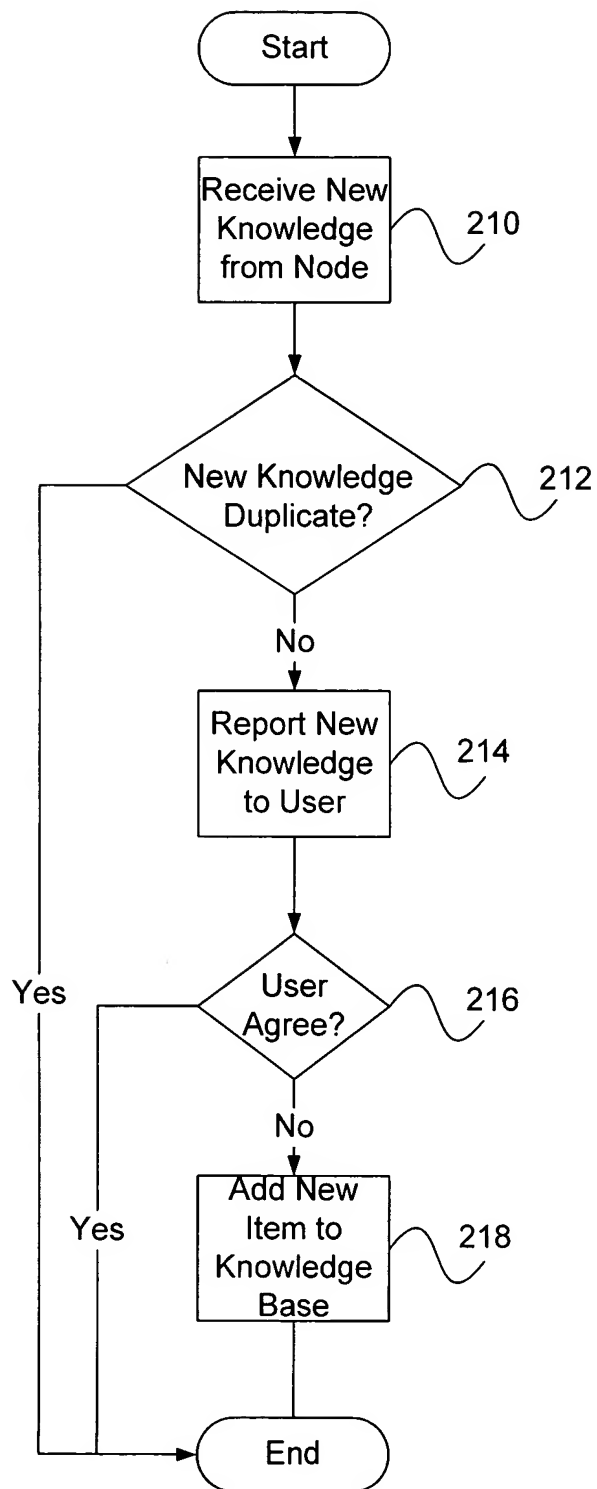 Start
Receive New
Knowledge
from Node
210
New Knowledge
Duplicate?
212
No
Report New
Knowledge
to User
214
Yes
User
Agree?
216
No
Yes
Add New
Item to
Knowledge
Base
218
End